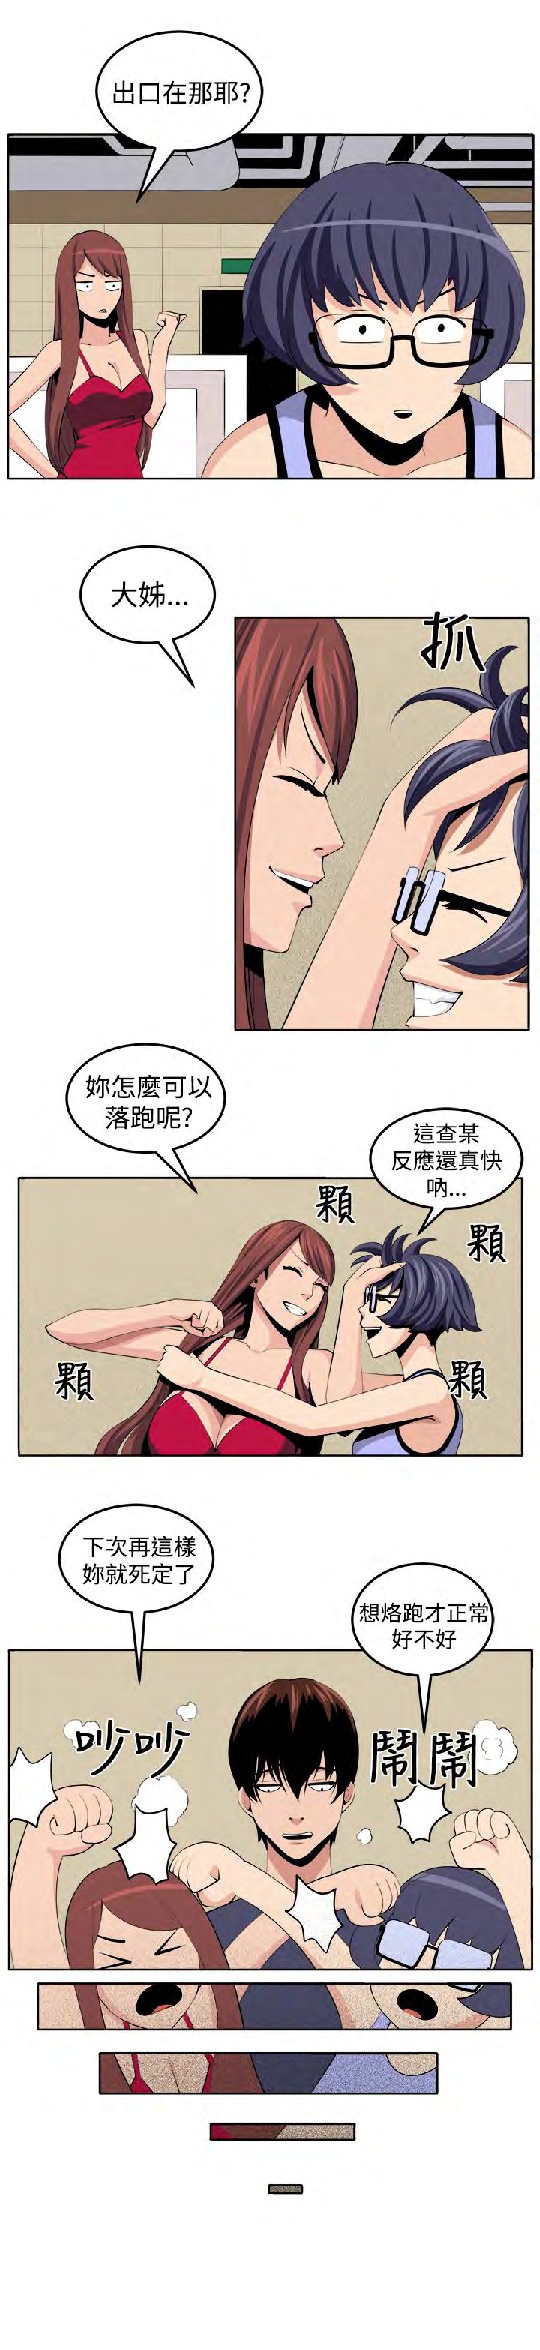 出口在那耶?
大姊...
抓
妳怎麼可以
落跑呢?
這查某
反應還真快
吶...
顆
顆
顆
顆
下次再這樣
妳就死定了
想烙跑才正常
好不好
吵吵
鬧鬧